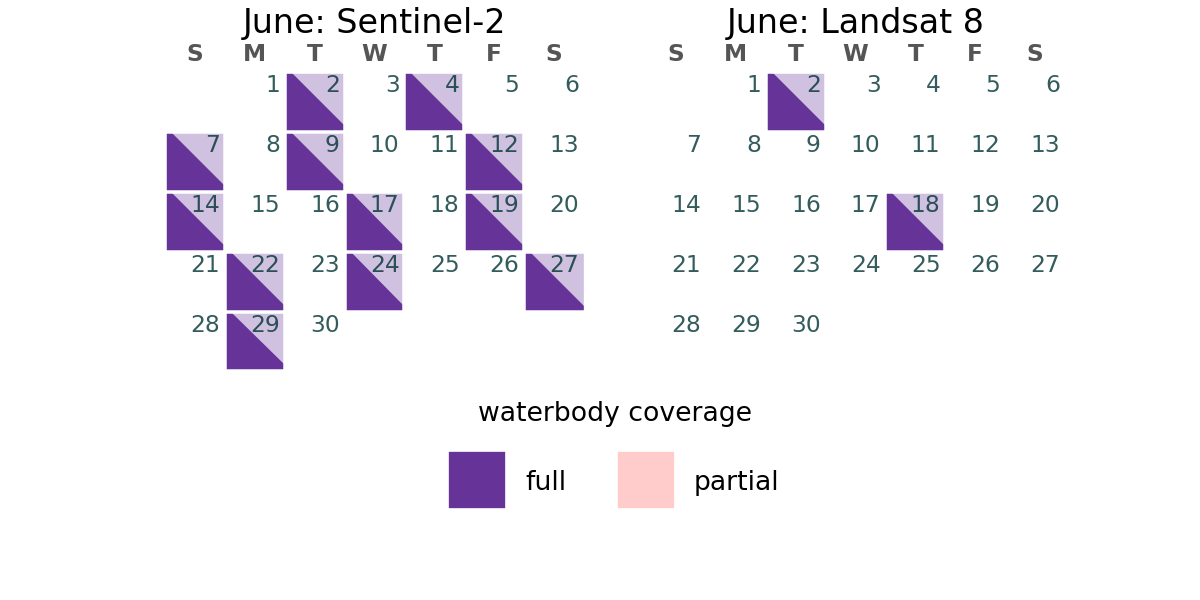 June: Sentinel-2
S M T W T F S
1 2 3 4 5 6
7 8 9 10 11 12 13
14 15 16 17 18 19 20
21 22 23 24 25 26 27
28 29 30
June: Landsat 8
S M T W T F S
1 2 3 4 5 6
7 8 9 10 11 12 13
14 15 16 17 18 19 20
21 22 23 24 25 26 27
28 29 30
waterbody coverage
full partial